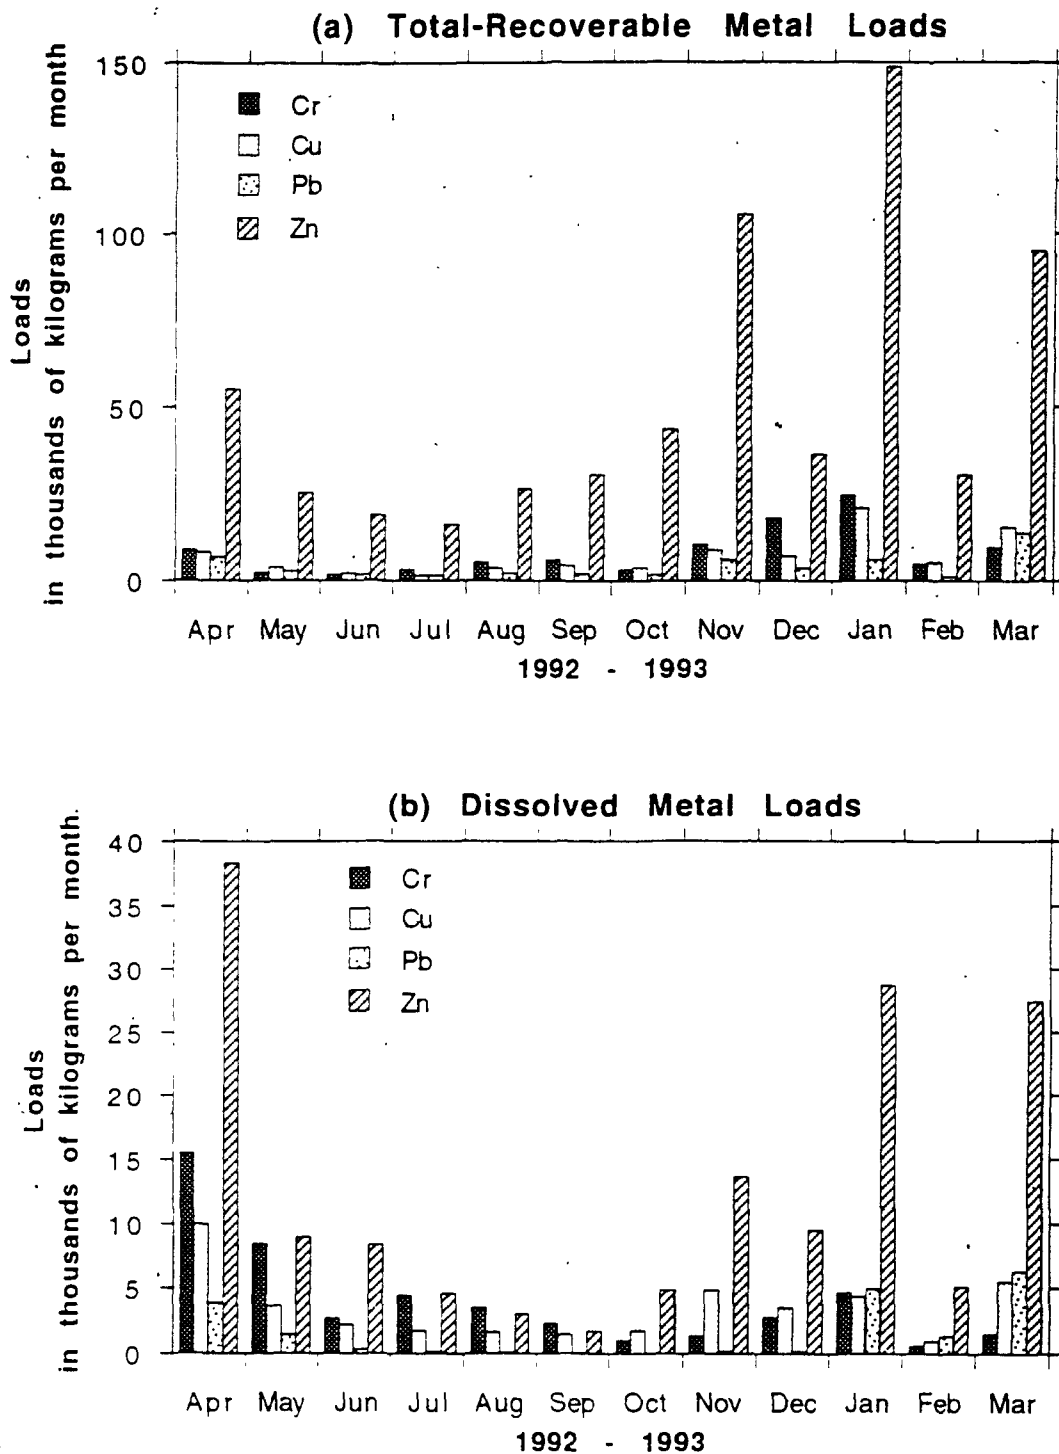 (a) Total-Recoverable Metal Loads
Loads
in thousands of kilograms per month
150
100
50
0
Cr
Cu
Pb
Zn
Apr May Jun Jul Aug Sep Oct Nov Dec Jan Feb Mar
1992 - 1993
(b) Dissolved Metal Loads
Loads
in thousands of kilograms per month.
40
35
30
25
20
15
10
5
0
Cr
Cu
Pb
Zn
Apr May Jun Jul Aug Sep Oct Nov Dec Jan Feb Mar
1992 - 1993